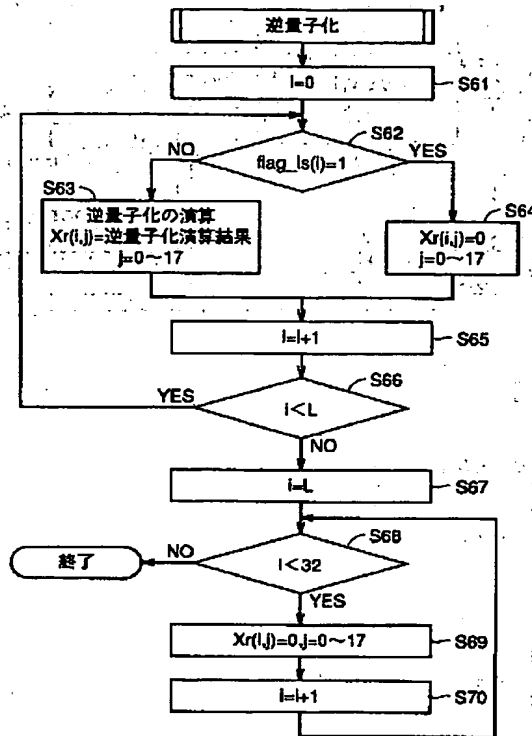 逆量子化
i=0
S61
S62
NO
flag_ls(i)=1
YES
S63
逆量子化の演算
Xr(i,j)=逆量子化演算結果
j=0～17
S64
Xr(i,j)=0
j=0～17
i=i+1
S65
S66
YES
i<L
NO
i=L
S67
S68
終了
NO
i<32
YES
Xr(i,j)=0,j=0～17
S69
i=i+1
S70